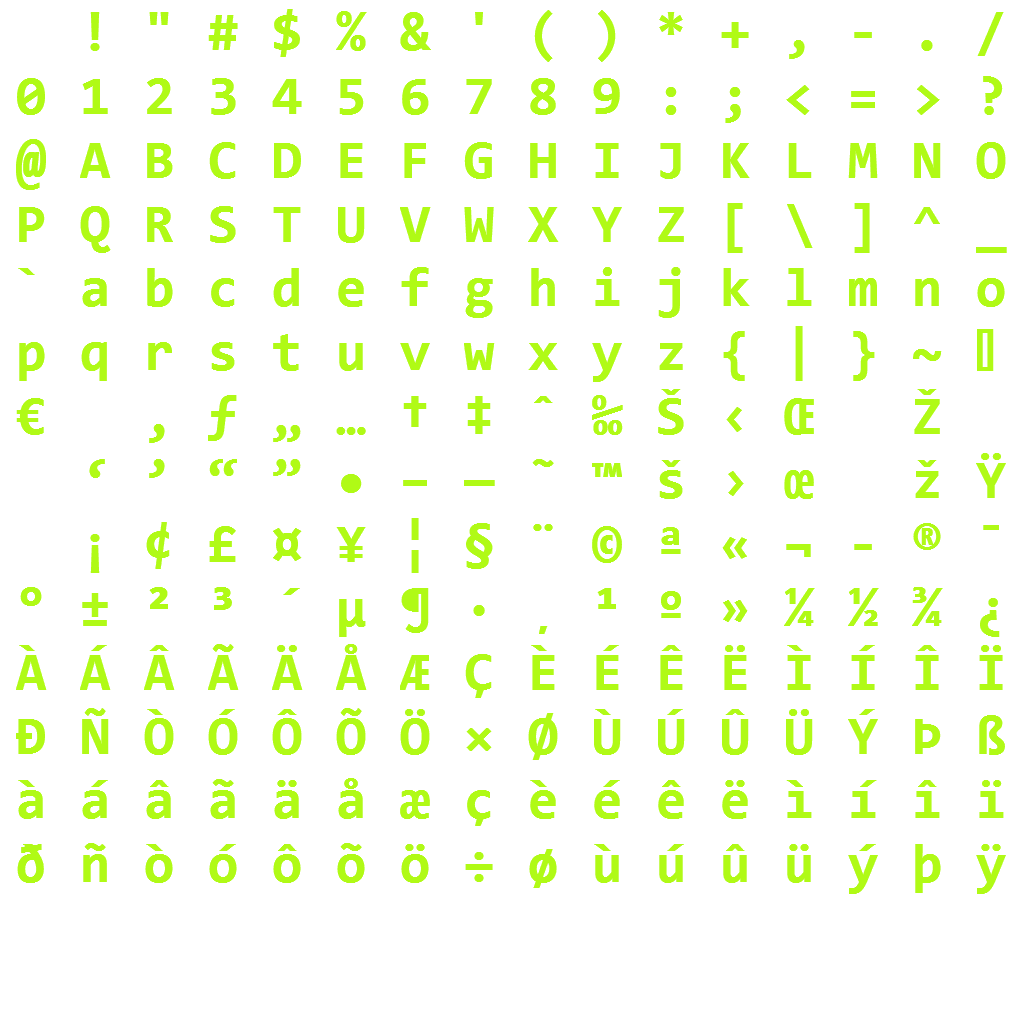 ! " # $ % & ' ( ) * + , - . /
0 1 2 3 4 5 6 7 8 9 : ; < = > ?
@ A B C D E F G H I J K L M N O
P Q R S T U V W X Y Z [ \ ] ^ _
` a b c d e f g h i j k l m n o
p q r s t u v w x y z { | } ~ ▯
€ ‚ ƒ „ … † ‡ ˆ ‰ Š ‹ Œ Ž
‘ ’ “ ” • – — ˜ ™ š › œ ž Ÿ
¡ ¢ £ ¤ ¥ ¦ § ¨ © ª « ¬ - ® ¯
° ± ² ³ ´ µ ¶ · ¸ ¹ º » ¼ ½ ¾ ¿
À Á Â Ã Ä Å Æ Ç È É Ê Ë Ì Í Î Ï
Ð Ñ Ò Ó Ô Õ Ö × Ø Ù Ú Û Ü Ý Þ ß
à á â ã ä å æ ç è é ê ë ì í î ï
ð ñ ò ó ô õ ö ÷ ø ù ú û ü ý þ ÿ